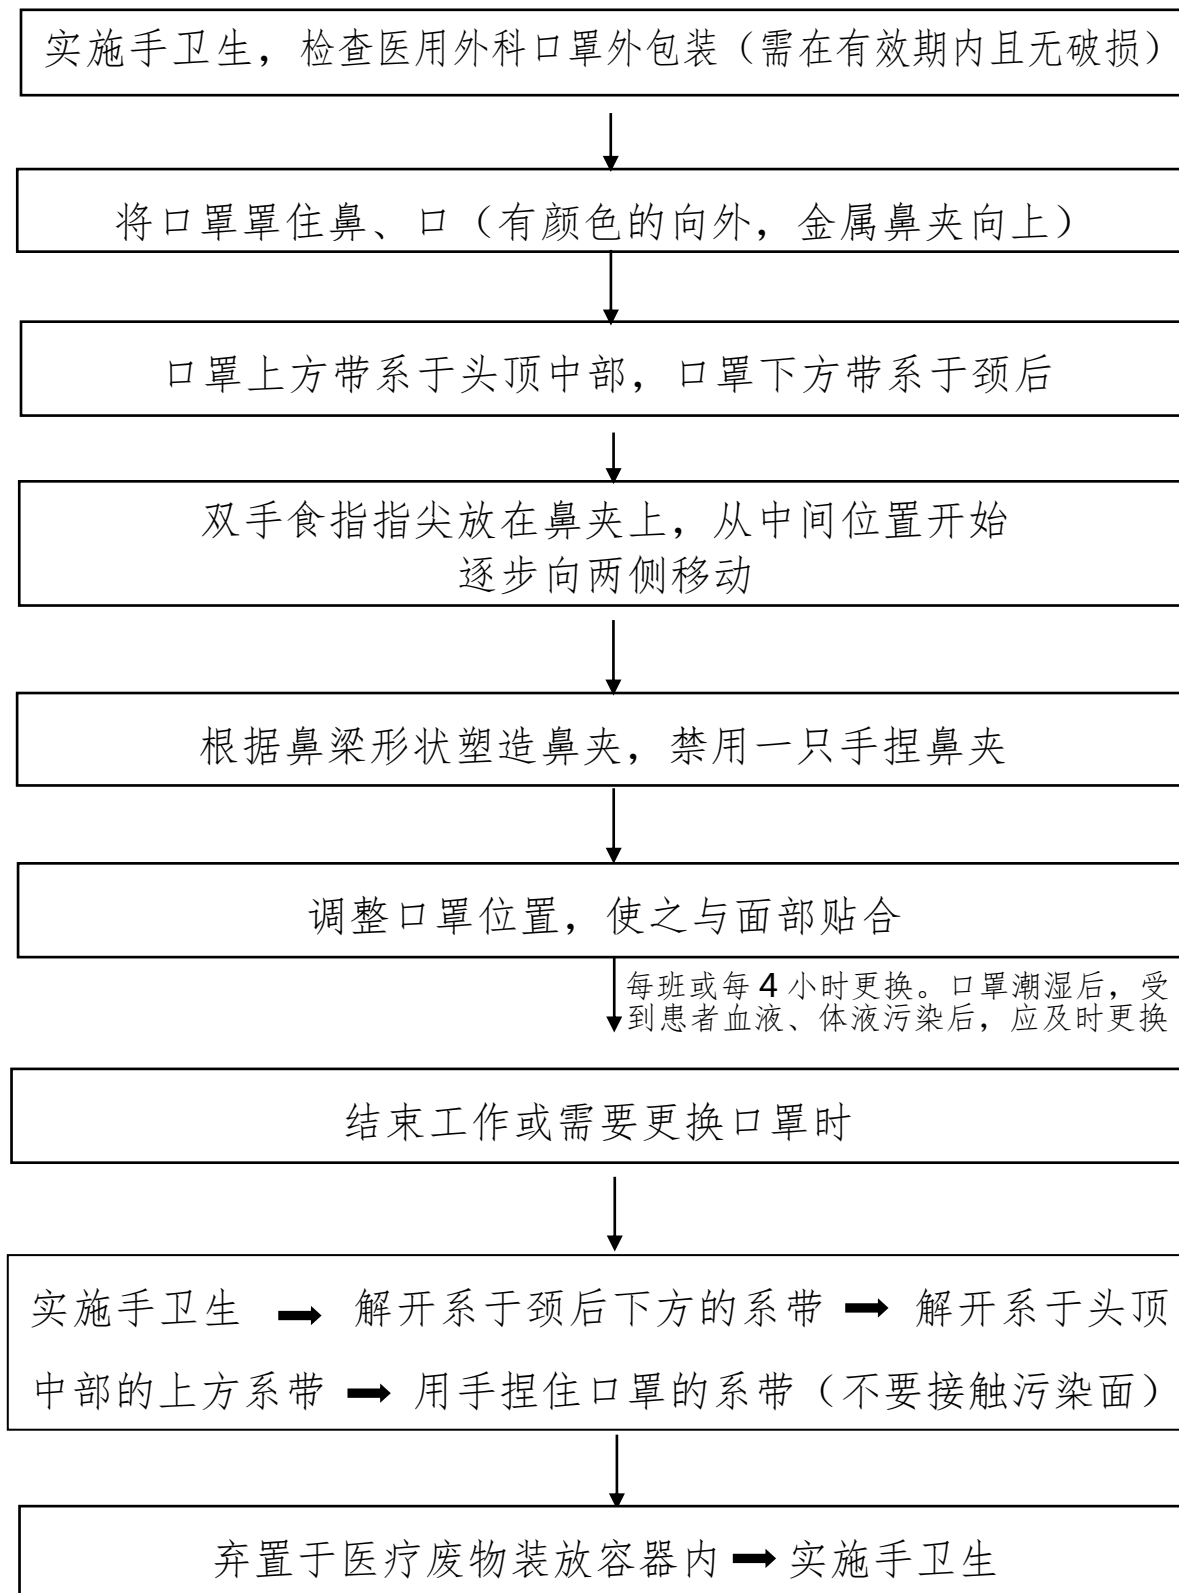 实施手卫生，检查医用外科口罩外包装（需在有效期内且无破损）
将口罩罩住鼻、口（有颜色的向外，金属鼻夹向上）
口罩上方带系于头顶中部，口罩下方带系于颈后
双手食指指尖放在鼻夹上，从中间位置开始
逐步向两侧移动
根据鼻梁形状塑造鼻夹，禁用一只手捏鼻夹
调整口罩位置，使之与面部贴合
每班或每 4 小时更换。口罩潮湿后，受
到患者血液、体液污染后，应及时更换
结束工作或需要更换口罩时
实施手卫生 ➡ 解开系于颈后下方的系带 ➡ 解开系于头顶
中部的上方系带 ➡ 用手捏住口罩的系带（不要接触污染面）
弃置于医疗废物装放容器内 ➡ 实施手卫生